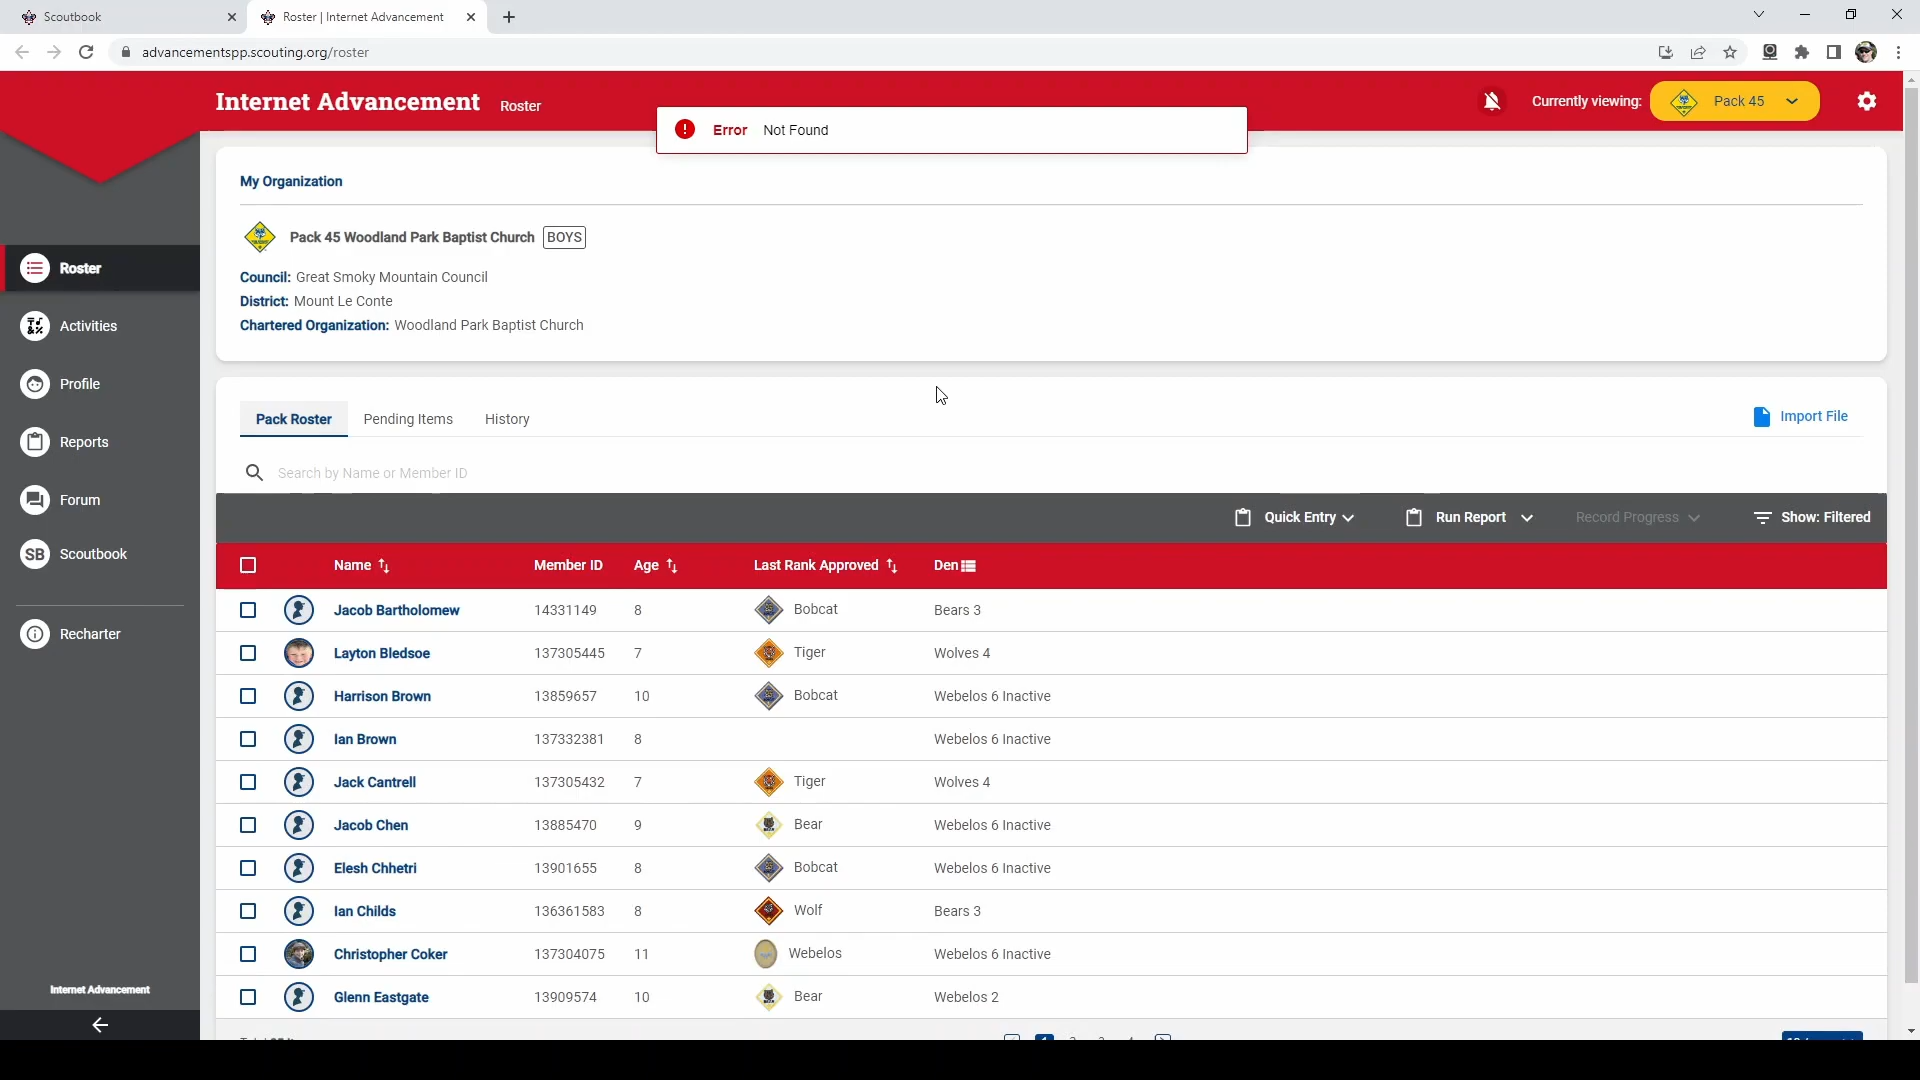 Scoutbook
Roster | Internet Advancement
advancementspp.scouting.org/roster
Internet Advancement Roster
Currently viewing: Pack 45
Error Not Found
My Organization
Pack 45 Woodland Park Baptist Church BOYS
Council: Great Smoky Mountain Council
District: Mount Le Conte
Chartered Organization: Woodland Park Baptist Church
Roster
Activities
Profile
Reports
Forum
SB Scoutbook
Recharter
Internet Advancement
Pack Roster Pending Items History Import File
Search by Name or Member ID
Quick Entry Run Report Record Progress Show: Filtered
Name Member ID Age Last Rank Approved Den
Jacob Bartholomew 14331149 8 Bobcat Bears 3
Layton Bledsoe 137305445 7 Tiger Wolves 4
Harrison Brown 13859657 10 Bobcat Webelos 6 Inactive
Ian Brown 137332381 8 Webelos 6 Inactive
Jack Cantrell 137305432 7 Tiger Wolves 4
Jacob Chen 13885470 9 Bear Webelos 6 Inactive
Elesh Chhetri 13901655 8 Bobcat Webelos 6 Inactive
Ian Childs 136361583 8 Wolf Bears 3
Christopher Coker 137304075 11 Webelos Webelos 6 Inactive
Glenn Eastgate 13909574 10 Bear Webelos 2